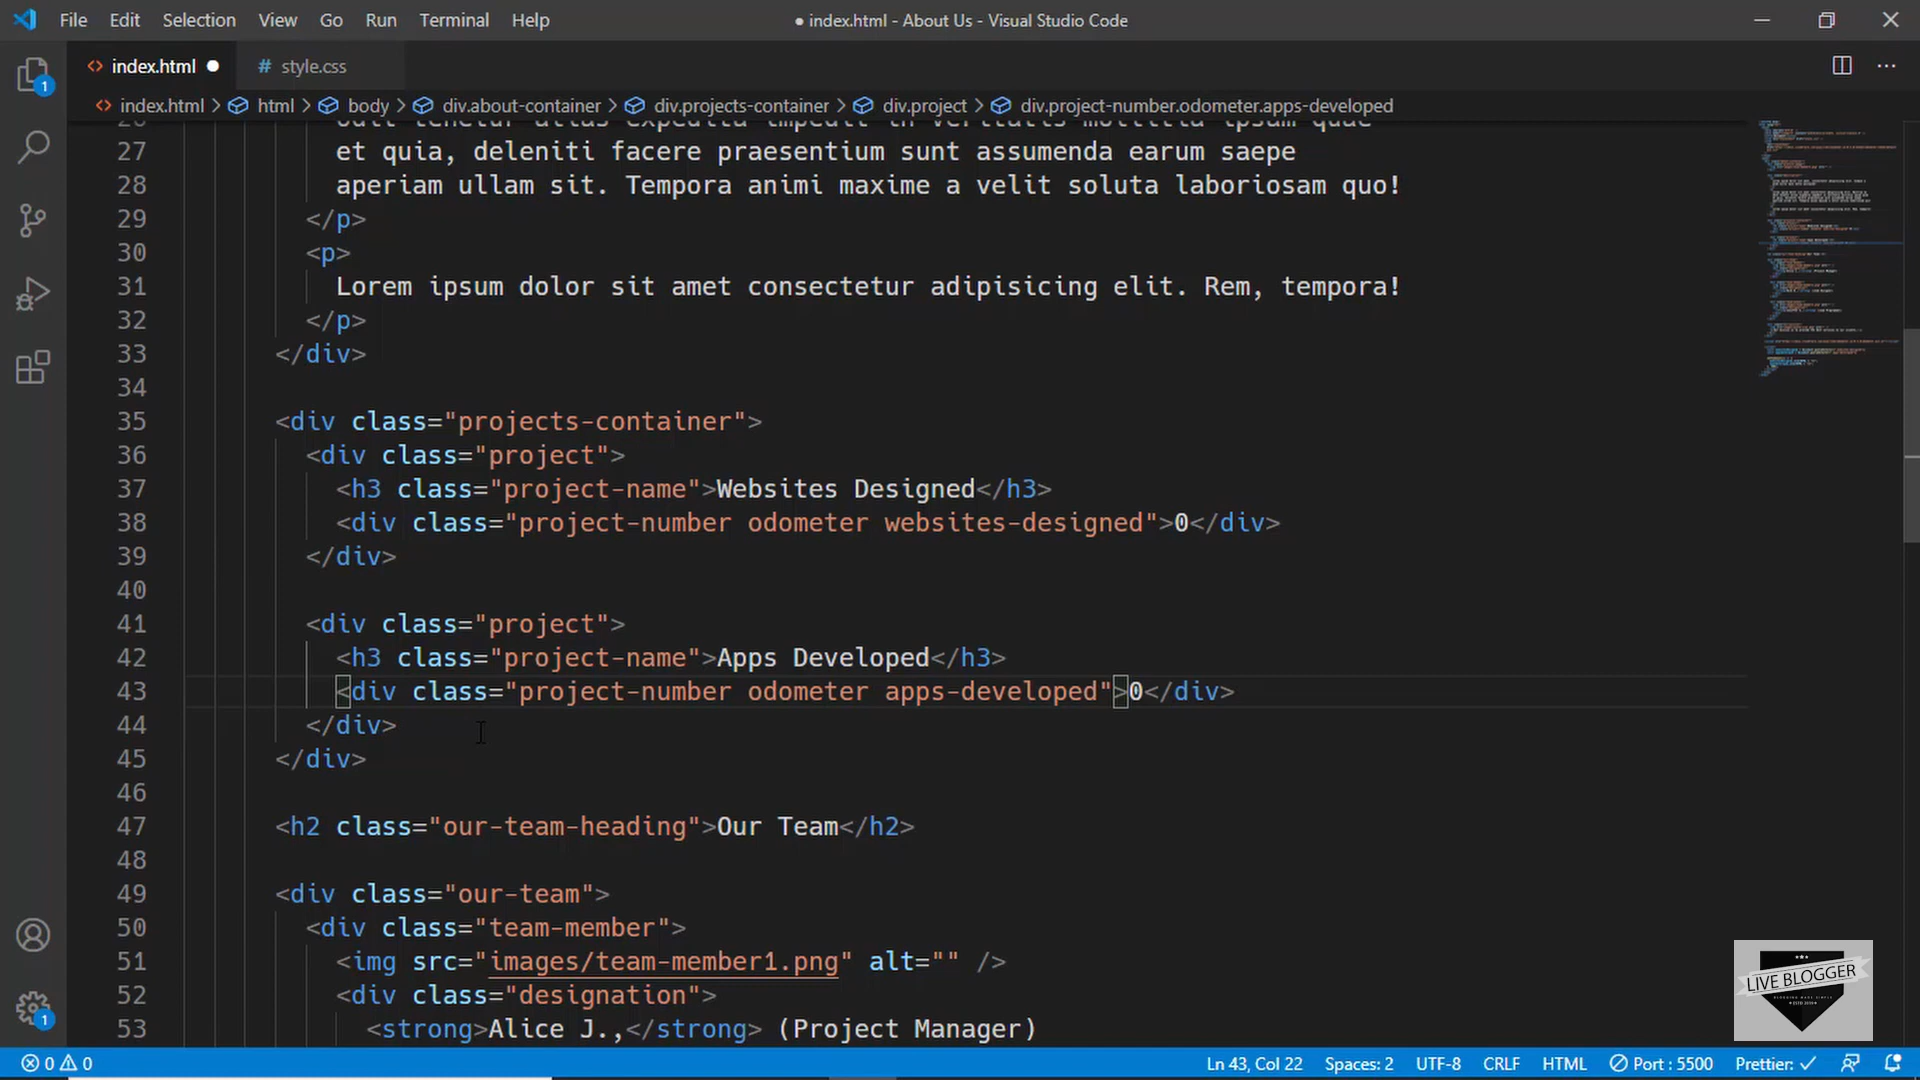 File Edit Selection View Go Run Terminal Help
● index.html - About Us - Visual Studio Code
index.html ● # style.css
index.html > html > body > div.about-container > div.projects-container > div.project > div.project-number.odometer.apps-developed
27 et quia, deleniti facere praesentium sunt assumenda earum saepe
28 aperiam ullam sit. Tempora animi maxime a velit soluta laboriosam quo!
29 </p>
30 <p>
31 Lorem ipsum dolor sit amet consectetur adipisicing elit. Rem, tempora!
32 </p>
33 </div>
34
35 <div class="projects-container">
36 <div class="project">
37 <h3 class="project-name">Websites Designed</h3>
38 <div class="project-number odometer websites-designed">0</div>
39 </div>
40
41 <div class="project">
42 <h3 class="project-name">Apps Developed</h3>
43 <div class="project-number odometer apps-developed">0</div>
44 </div>
45 </div>
46
47 <h2 class="our-team-heading">Our Team</h2>
48
49 <div class="our-team">
50 <div class="team-member">
51 <img src="images/team-member1.png" alt="" />
52 <div class="designation">
53 <strong>Alice J.,</strong> (Project Manager)
1
1
LIVE BLOGGER
0 0 Ln 43, Col 22 Spaces: 2 UTF-8 CRLF HTML Port : 5500 Prettier: ✓